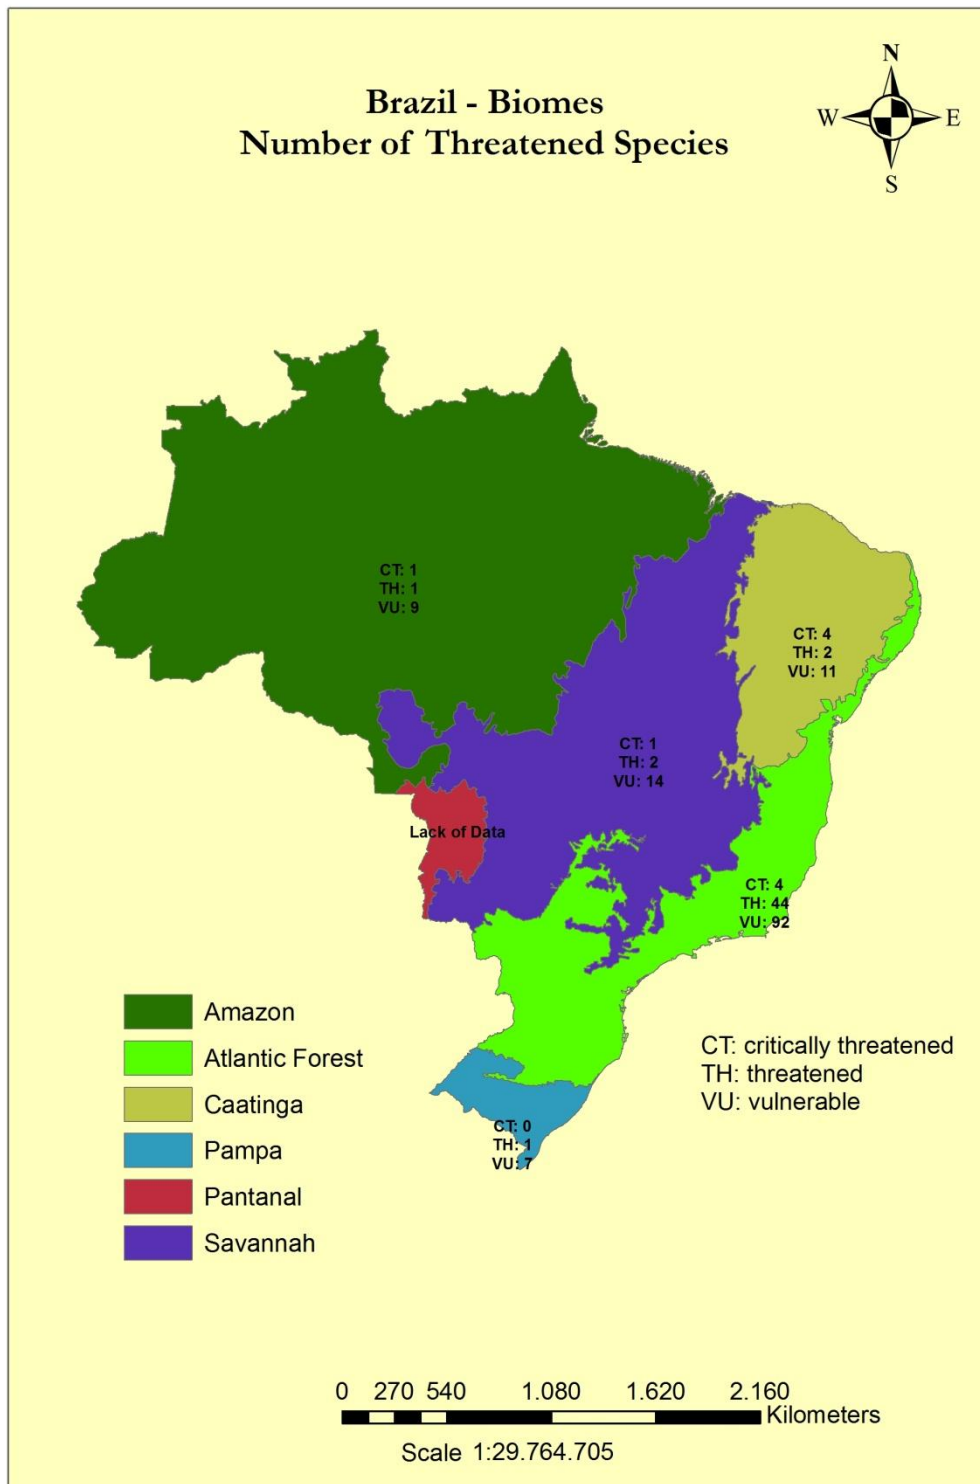 Brazil - Biomes
Number of Threatened Species
N
W
E
S
CT: 1
TH: 1
VU: 9
CT: 4
TH: 2
VU: 11
CT: 1
TH: 2
VU: 14
Lack of Data
CT: 4
TH: 44
VU: 92
Amazon
Atlantic Forest
Caatinga
Pampa
Pantanal
Savannah
CT: critically threatened
TH: threatened
VU: vulnerable
CT: 0
TH: 1
VU: 7
0 270 540 1.080 1.620 2.160
Kilometers
Scale 1:29.764.705